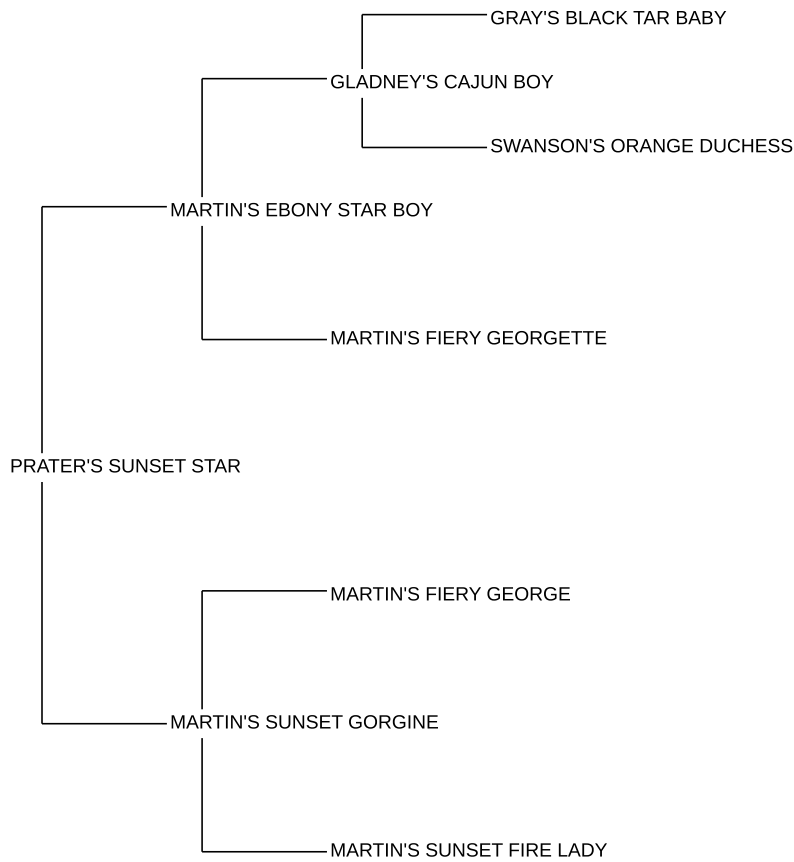 GRAY'S BLACK TAR BABY
GLADNEY'S CAJUN BOY
SWANSON'S ORANGE DUCHESS
MARTIN'S EBONY STAR BOY
MARTIN'S FIERY GEORGETTE
PRATER'S SUNSET STAR
MARTIN'S FIERY GEORGE
MARTIN'S SUNSET GORGINE
MARTIN'S SUNSET FIRE LADY